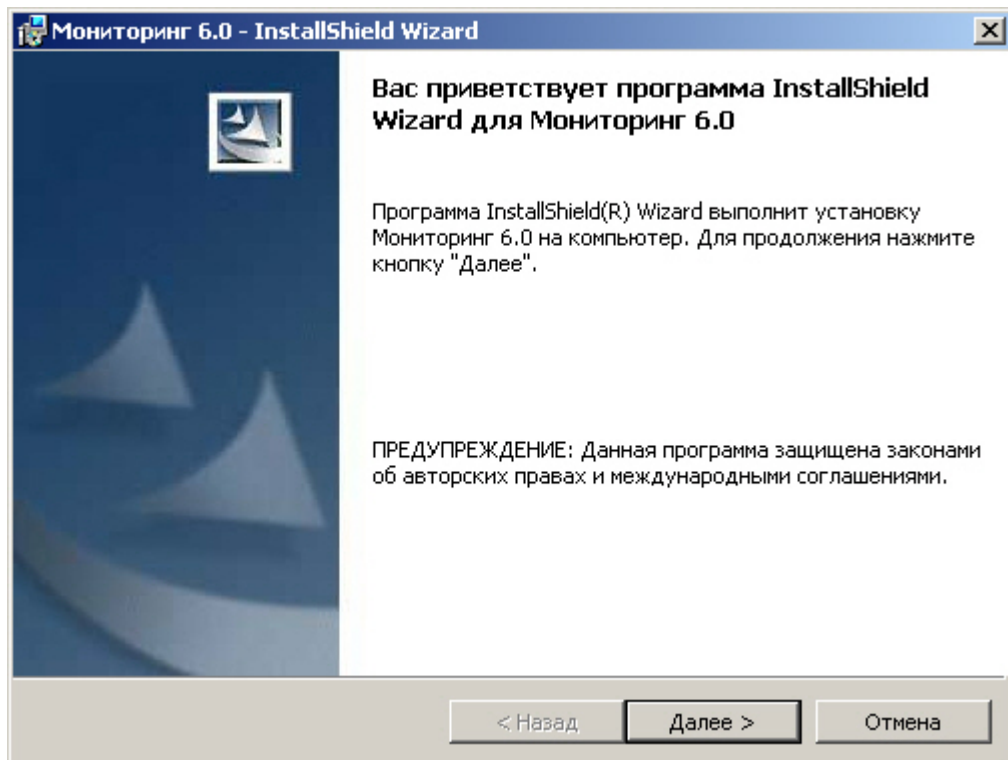 Мониторинг 6.0 - InstallShield Wizard
Вас приветствует программа InstallShield
Wizard для Мониторинг 6.0
Программа InstallShield(R) Wizard выполнит установку
Мониторинг 6.0 на компьютер. Для продолжения нажмите
кнопку "Далее".
ПРЕДУПРЕЖДЕНИЕ: Данная программа защищена законами
об авторских правах и международными соглашениями.
< Назад
Далее >
Отмена